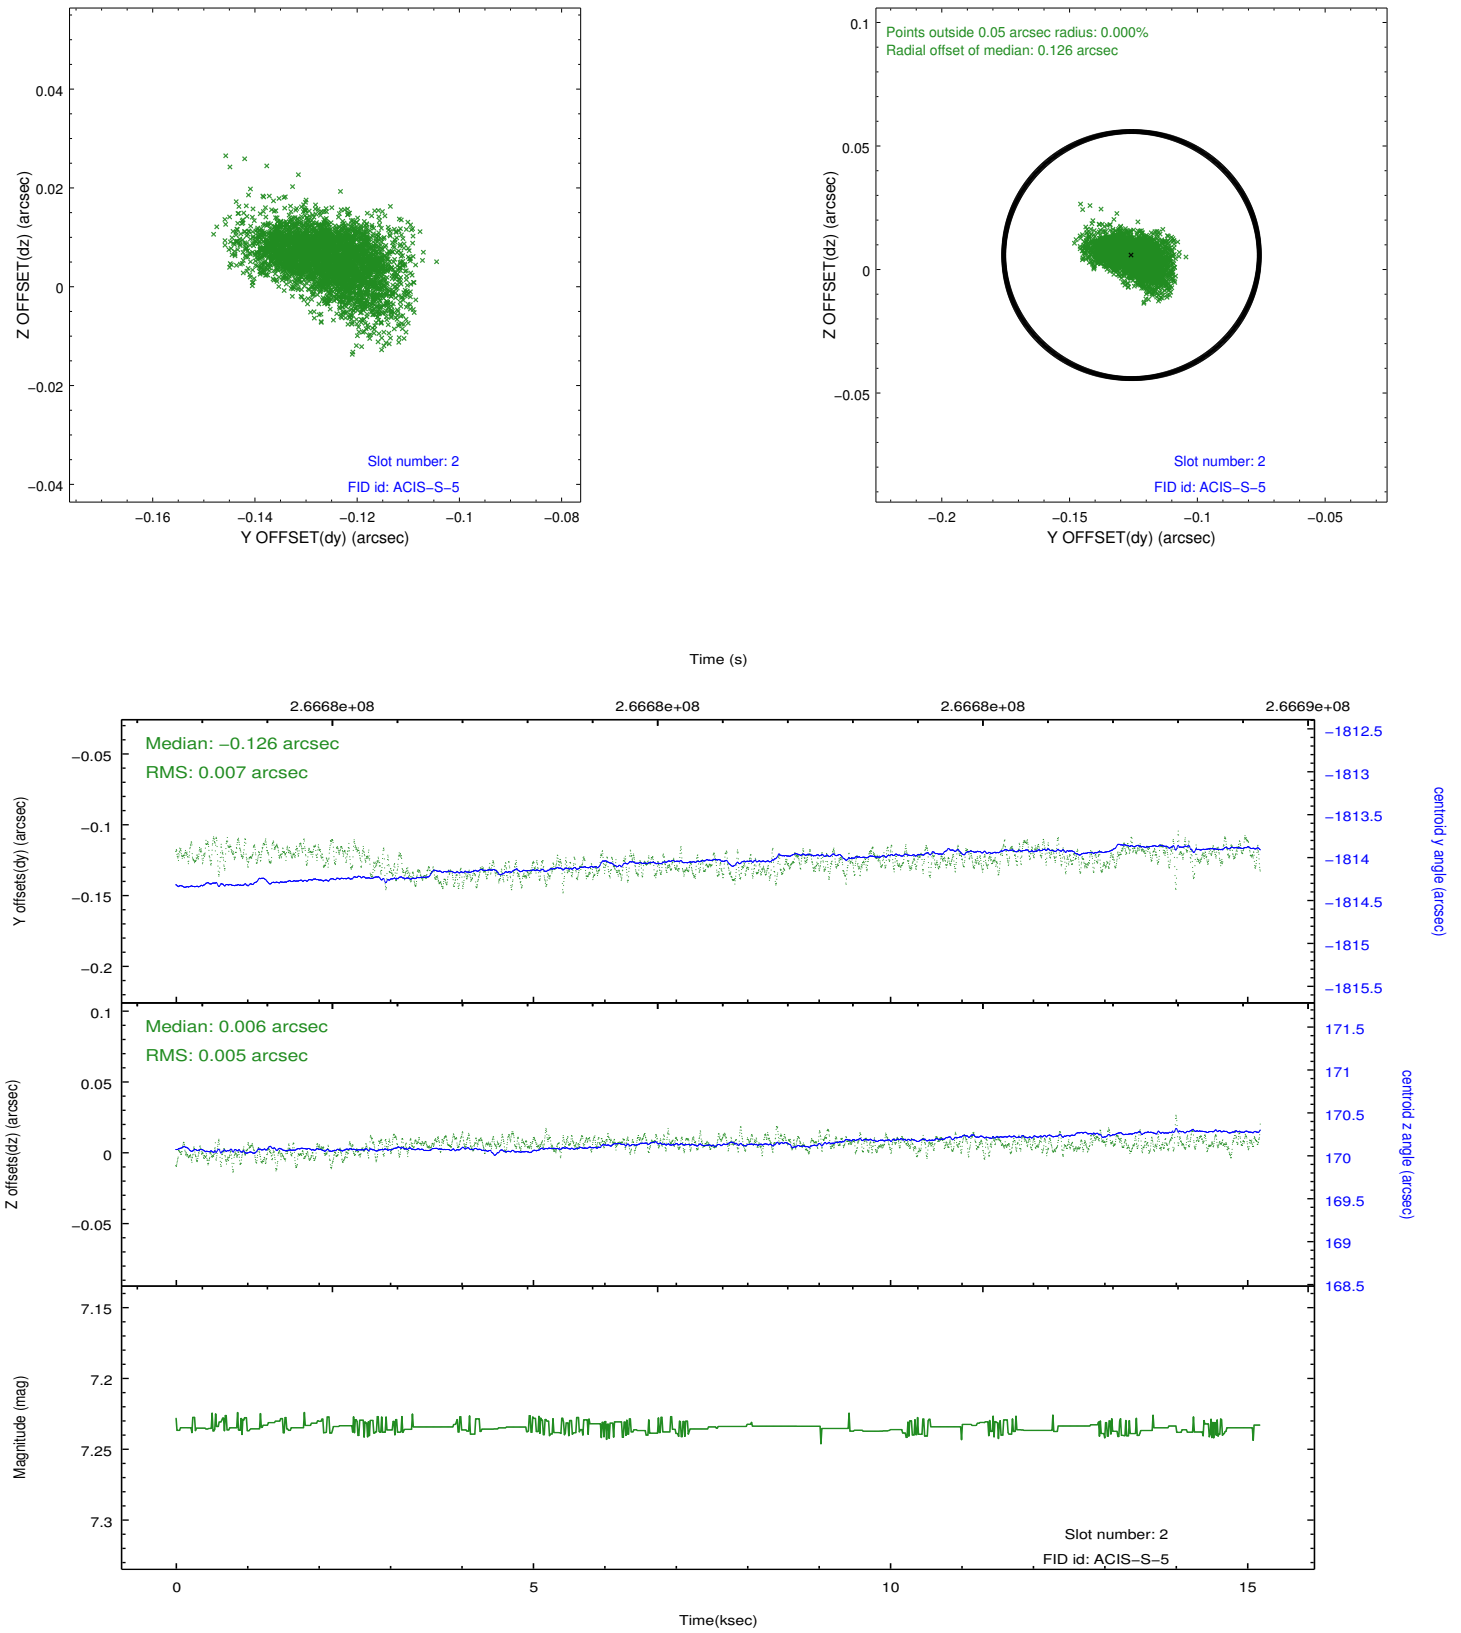 0.04
0.02
0
−0.02
−0.04
Z OFFSET(dz) (arcsec)
Slot number: 2
FID id: ACIS−S−5
−0.16
−0.14
−0.12
−0.1
−0.08
Y OFFSET(dy) (arcsec)
Points outside 0.05 arcsec radius: 0.000%
Radial offset of median: 0.126 arcsec
0.1
0.05
0
−0.05
Z OFFSET(dz) (arcsec)
Slot number: 2
FID id: ACIS−S−5
−0.2
−0.15
−0.1
−0.05
Y OFFSET(dy) (arcsec)
Time (s)
2.6668e+08
2.6668e+08
2.6668e+08
2.6669e+08
Median: −0.126 arcsec
RMS: 0.007 arcsec
−0.05
−0.1
−0.15
−0.2
Y offsets(dy) (arcsec)
−1812.5
−1813
−1813.5
−1814
−1814.5
−1815
−1815.5
centroid y angle (arcsec)
Median: 0.006 arcsec
RMS: 0.005 arcsec
0.1
0.05
0
−0.05
Z offsets(dz) (arcsec)
171.5
171
170.5
170
169.5
169
168.5
centroid z angle (arcsec)
7.15
7.2
7.25
7.3
Magnitude (mag)
Slot number: 2
FID id: ACIS−S−5
0
5
10
15
Time(ksec)